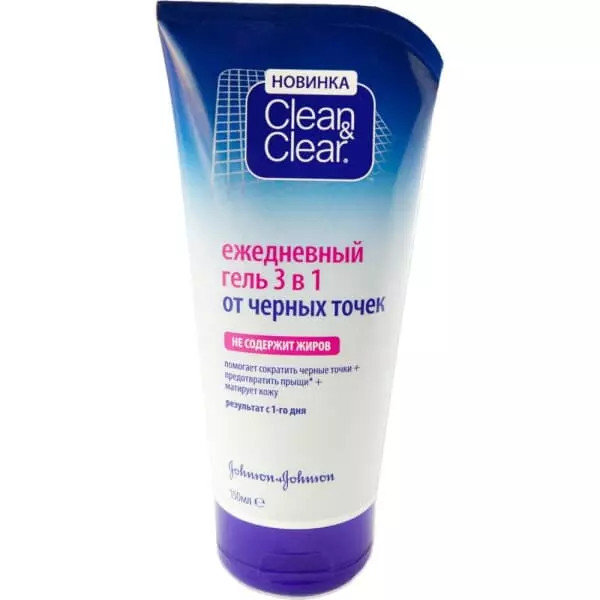 НОВИНКА
Clean &
Clear®
ежедневный
гель 3 в 1
от черных точек
НЕ СОДЕРЖИТ ЖИРОВ
помогает сократить черные точки +
предотвратить прыщи* +
матирует кожу
результат с 1-го дня
Johnson & Johnson
150мл ℮